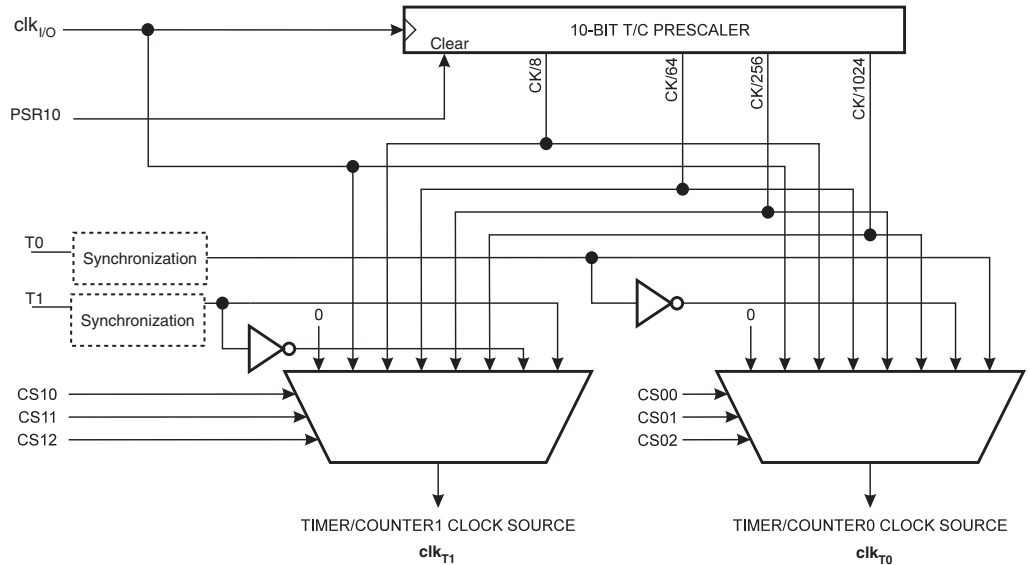 clkI/O
10-BIT T/C PRESCALER
Clear
CK/8
CK/64
CK/256
CK/1024
PSR10
T0
Synchronization
T1
Synchronization
0
0
CS10
CS11
CS12
CS00
CS01
CS02
TIMER/COUNTER1 CLOCK SOURCE
clkT1
TIMER/COUNTER0 CLOCK SOURCE
clkT0